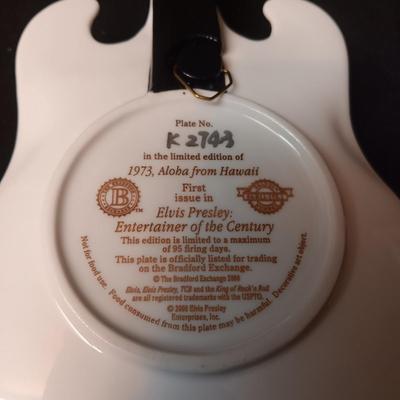 Plate No.
K 2743
in the limited edition of
1973, Aloha from Hawaii
First
issue in
Elvis Presley:
Entertainer of the Century
This edition is limited to a maximum
of 95 firing days.
This plate is officially listed for trading
on the Bradford Exchange.
© The Bradford Exchange 2000
Elvis, Elvis Presley, TCB and the King of Rock'n Roll
are all registered trademarks with the USPTO.
© 2000 Elvis Presley
Enterprises, Inc.
Not for food use. Food consumed from this plate may be harmful. Decorative art object.
B
TM